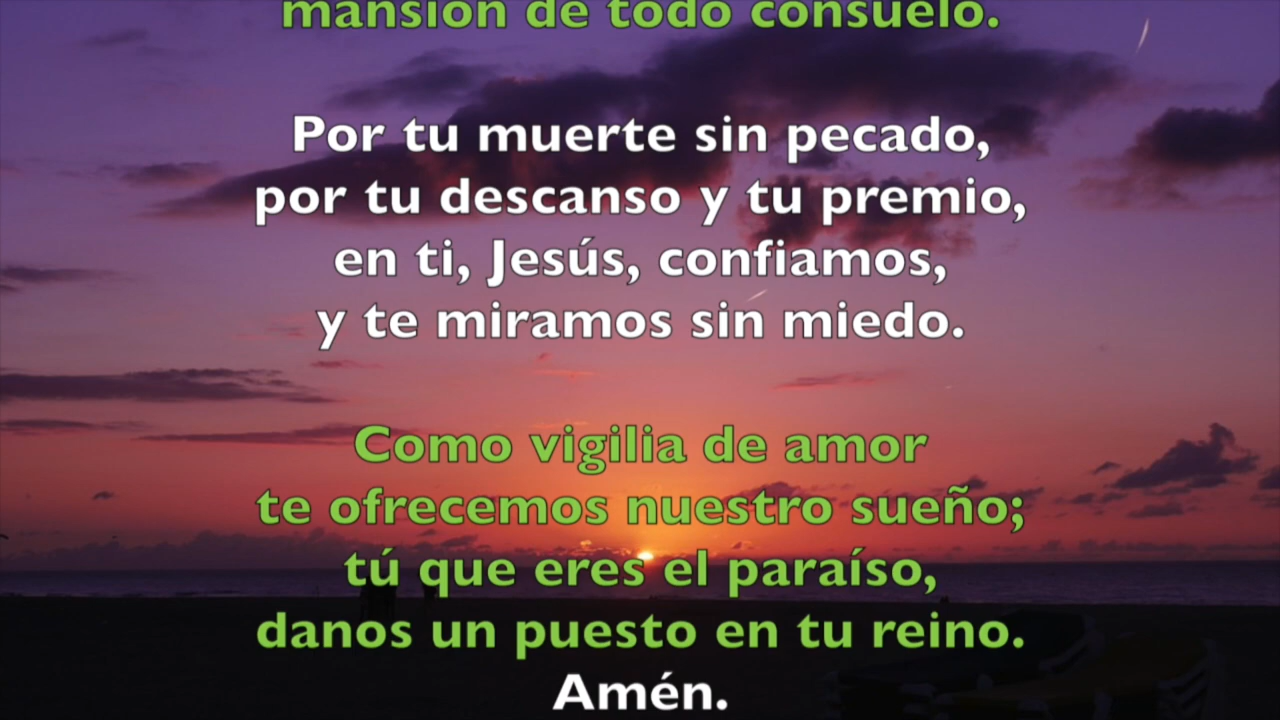 mansión de todo consuelo.
Por tu muerte sin pecado,
por tu descanso y tu premio,
en ti, Jesús, confiamos,
y te miramos sin miedo.
Como vigilia de amor
te ofrecemos nuestro sueño;
tú que eres el paraíso,
danos un puesto en tu reino.
Amén.